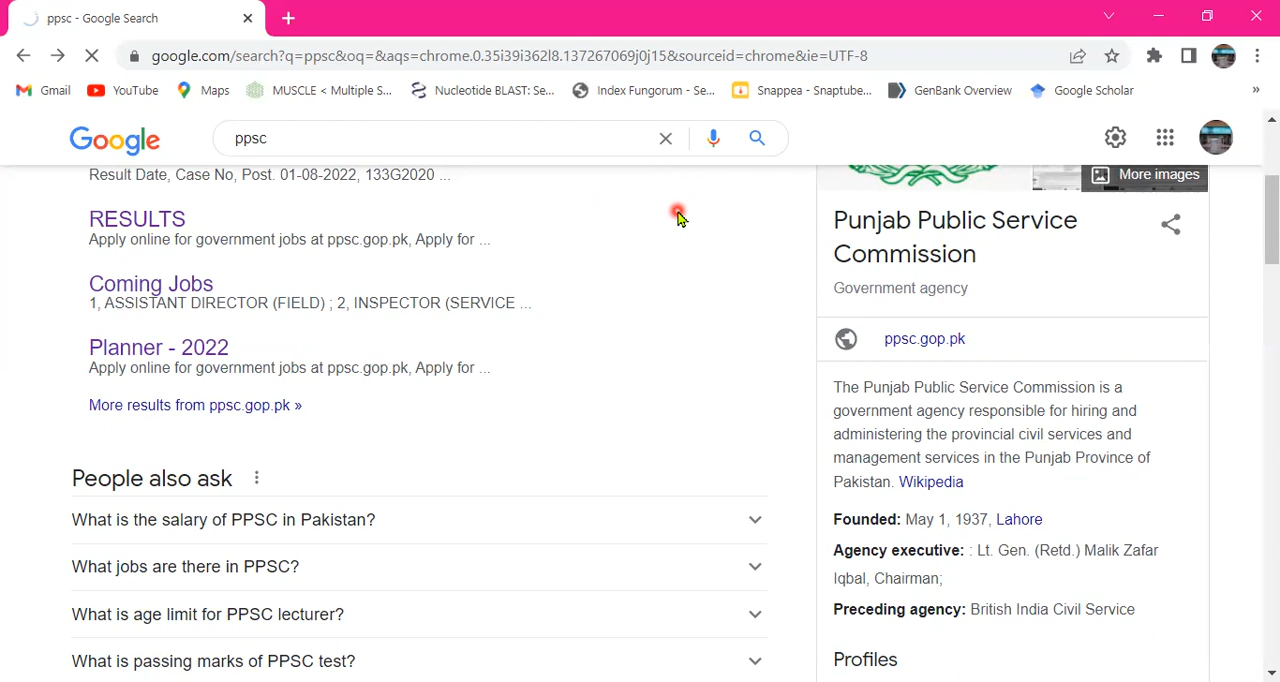 ppsc - Google Search
google.com/search?q=ppsc&oq=&aqs=chrome.0.35i39i362l8.137267069j0j15&sourceid=chrome&ie=UTF-8
Gmail YouTube Maps MUSCLE < Multiple S... Nucleotide BLAST: Se... Index Fungorum - Se... Snappea - Snaptube... GenBank Overview Google Scholar »
Google ppsc
Result Date, Case No, Post. 01-08-2022, 133G2020 ...
RESULTS
Apply online for government jobs at ppsc.gop.pk, Apply for ...
Coming Jobs
1, ASSISTANT DIRECTOR (FIELD) ; 2, INSPECTOR (SERVICE ...
Planner - 2022
Apply online for government jobs at ppsc.gop.pk, Apply for ...
More results from ppsc.gop.pk »
People also ask
What is the salary of PPSC in Pakistan?
What jobs are there in PPSC?
What is age limit for PPSC lecturer?
What is passing marks of PPSC test?
More images
Punjab Public Service
Commission
Government agency
ppsc.gop.pk
The Punjab Public Service Commission is a
government agency responsible for hiring and
administering the provincial civil services and
management services in the Punjab Province of
Pakistan. Wikipedia
Founded: May 1, 1937, Lahore
Agency executive: : Lt. Gen. (Retd.) Malik Zafar
Iqbal, Chairman;
Preceding agency: British India Civil Service
Profiles